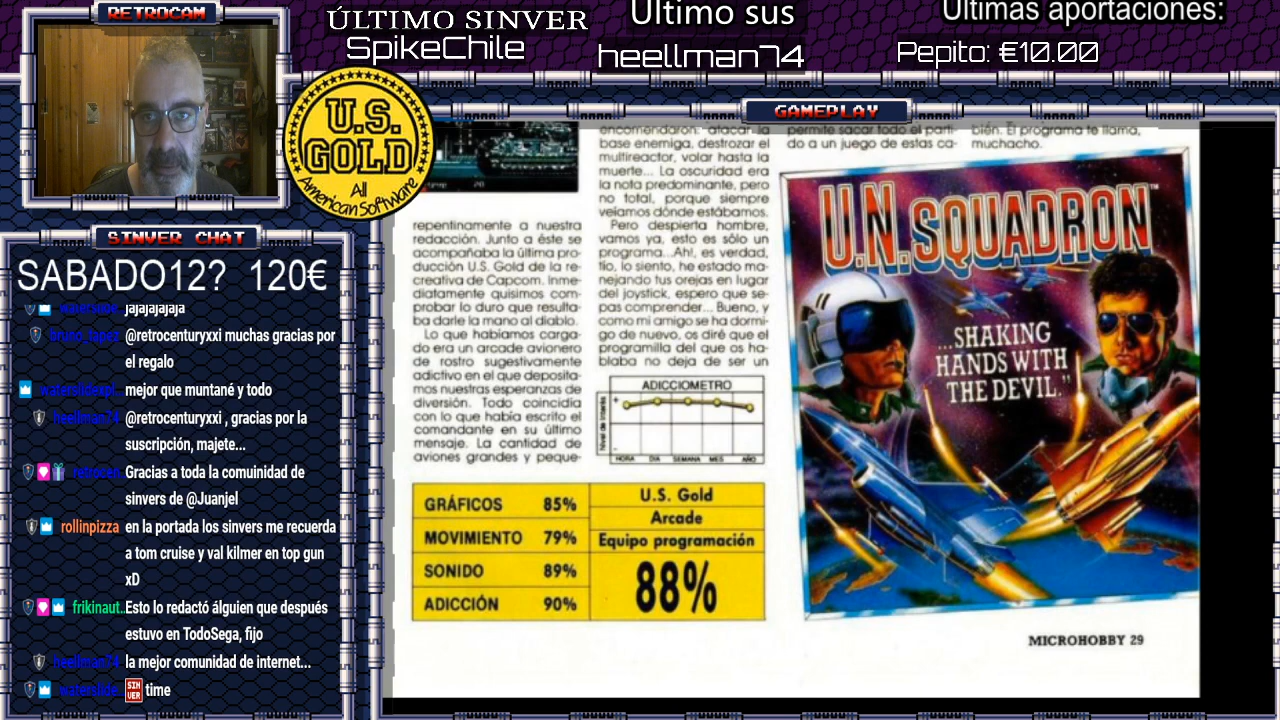 RETROCAM
ÚLTIMO SINVER
SpikeChile
Último sus
heellman74
Últimas aportaciones:
Pepito: €10.00
U.S.
GOLD
All
American Software
GAMEPLAY
SINVER CHAT
SABADO12? 120€
jajajajajaja
@retrocenturyxxi muchas gracias por
el regalo
mejor que muntané y todo
heellman74 @retrocenturyxxi , gracias por la
suscripción, majete...
retrocen.. Gracias a toda la comuinidad de
sinvers de @Juanjel
rollinpizza en la portada los sinvers me recuerda
a tom cruise y val kilmer en top gun
xD
frikinaut.. Esto lo redactó álguien que después
estuvo en TodoSega, fijo
heellman74 la mejor comunidad de internet...
waterslide.. SIN VER time
repentinamente a nuestra
redacción. Junto a éste se
acompañaba la última pro-
ducción U.S. Gold de la re-
creativa de Capcom. Inme-
diatamente quisimos com-
probar lo duro que resulta-
ba darle la mano al diablo.
Lo que habíamos carga-
do era un arcade avionero
de rostro sugestivamente
adictivo en el que deposita-
mos nuestras esperanzas de
diversión. Todo coincidía
con lo que había escrito el
comandante en su último
mensaje. La cantidad de
aviones grandes y peque-
encomendaron: atacar la
base enemiga, destrozar el
multireactor, volar hasta la
muerte... La oscuridad era
la nota predominante, pero
no total, porque siempre
veíamos dónde estábamos.
Pero despierta hombre,
vamos ya, esto es sólo un
programa...Ah!, es verdad,
tío, lo siento, he estado ma-
nejando tus orejas en lugar
del joystick, espero que se-
pas comprender... Bueno, y
como mi amigo se ha dormi-
go de nuevo, os diré que el
programilla del que os ha-
blaba no deja de ser un
permite sacar todo el parti-
do a un juego de estas ca-
bién. El programa te llama,
muchacho.
ADICCIOMETRO
Nivel de interés
+
-
HORA DIA SEMANA MES AÑO
GRÁFICOS 85%
MOVIMIENTO 79%
SONIDO 89%
ADICCIÓN 90%
U.S. Gold
Arcade
Equipo programación
88%
U.N. SQUADRON™
"...SHAKING
HANDS WITH
THE DEVIL."
MICROHOBBY 29